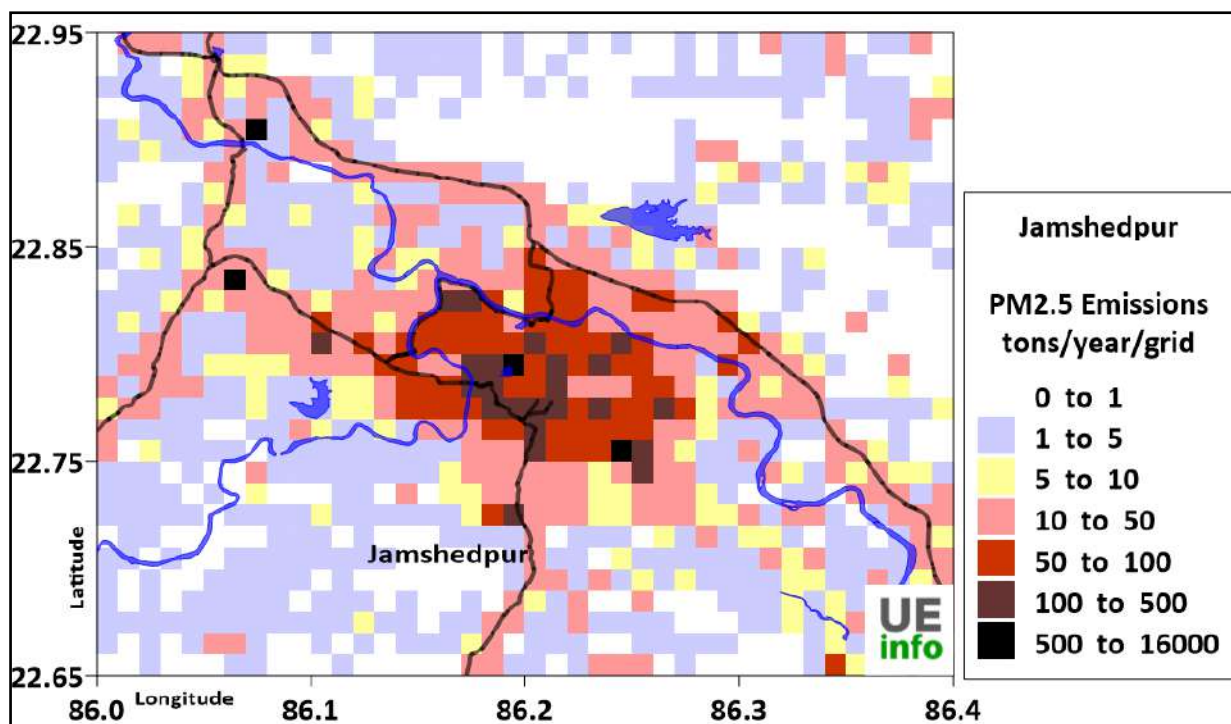 22.95
22.85
22.75
22.65
Latitude
Longitude
86.0
86.1
86.2
86.3
86.4
Jamshedpur
UE
info
Jamshedpur
PM2.5 Emissions
tons/year/grid
0 to 1
1 to 5
5 to 10
10 to 50
50 to 100
100 to 500
500 to 16000